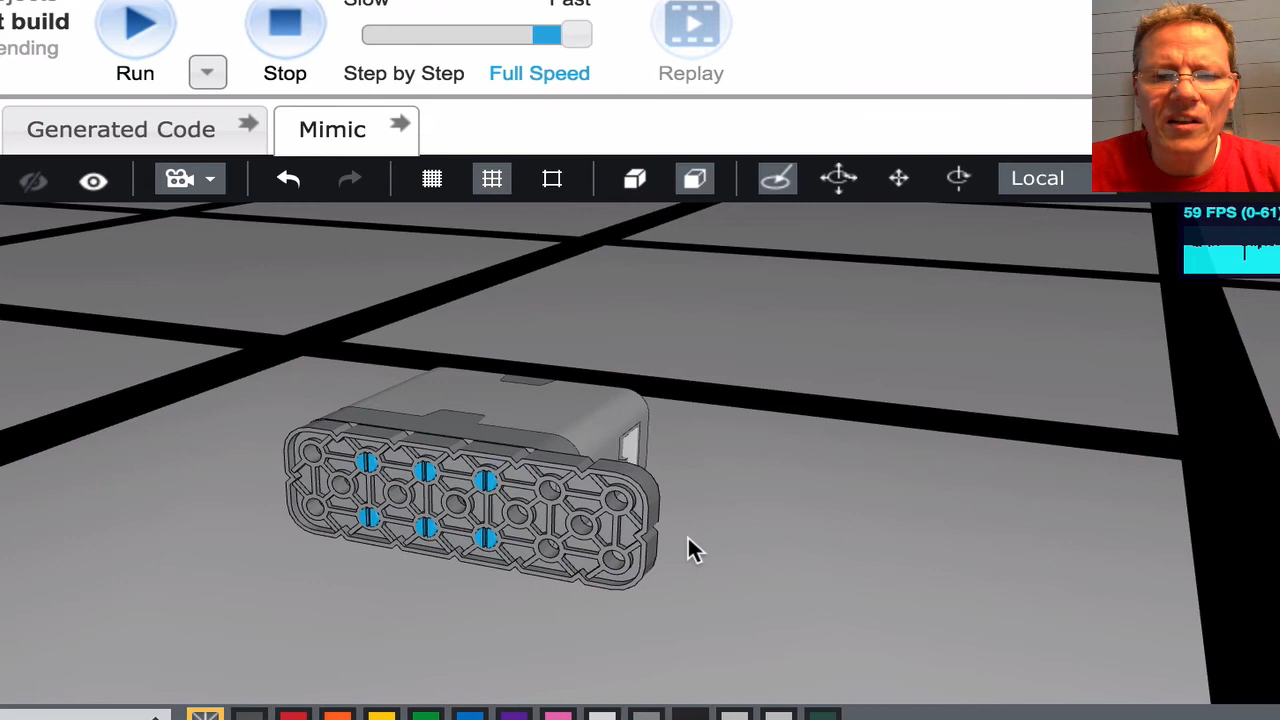 t build
ending
Slow
Run
Stop
Step by Step
Full Speed
Replay
Generated Code
Mimic
Local
59 FPS (0-61)